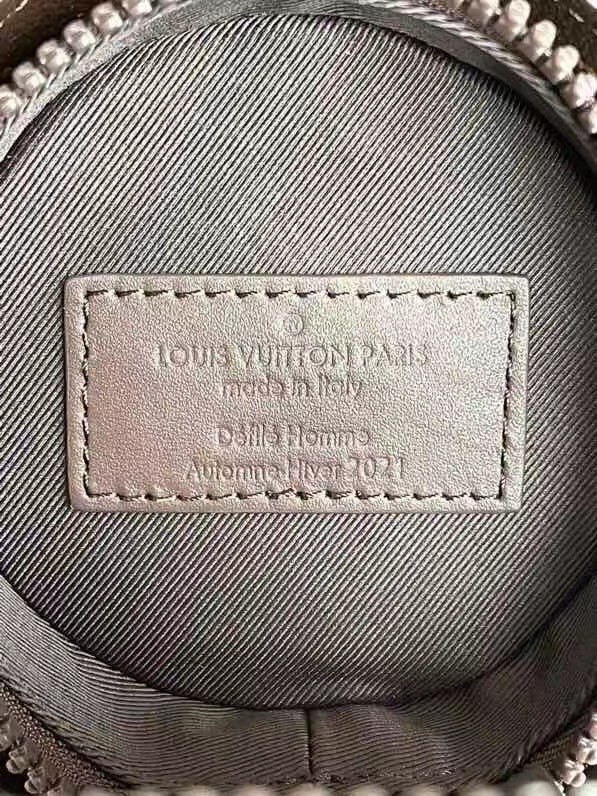 LOUIS VUITTON PARIS
made in Italy
Défilé Homme
Automne-Hiver 2021